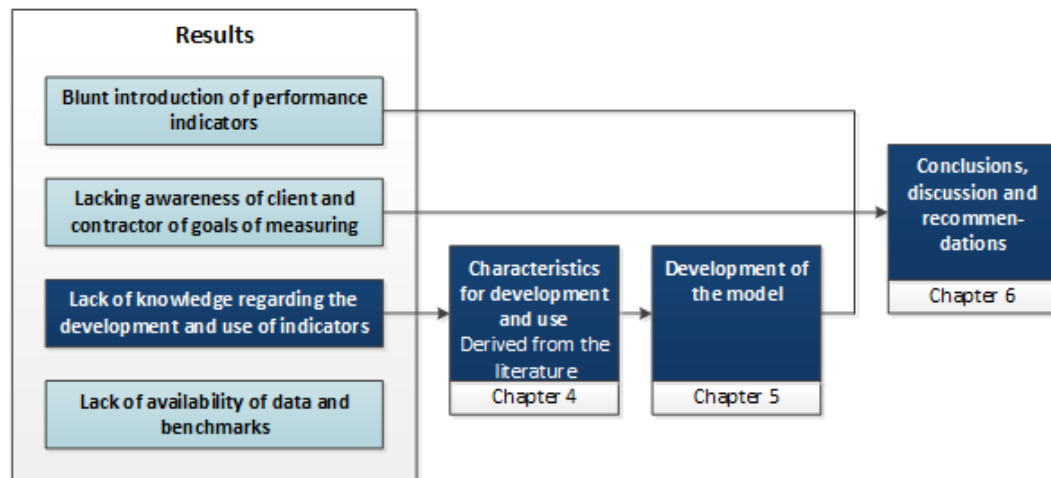 Results
Blunt introduction of performance
indicators
Lacking awareness of client and
contractor of goals of measuring
Lack of knowledge regarding the
development and use of indicators
Lack of availability of data and
benchmarks
Characteristics
for development
and use
Derived from the
literature
Chapter 4
Development of
the model
Chapter 5
Conclusions,
discussion and
recommen-
dations
Chapter 6